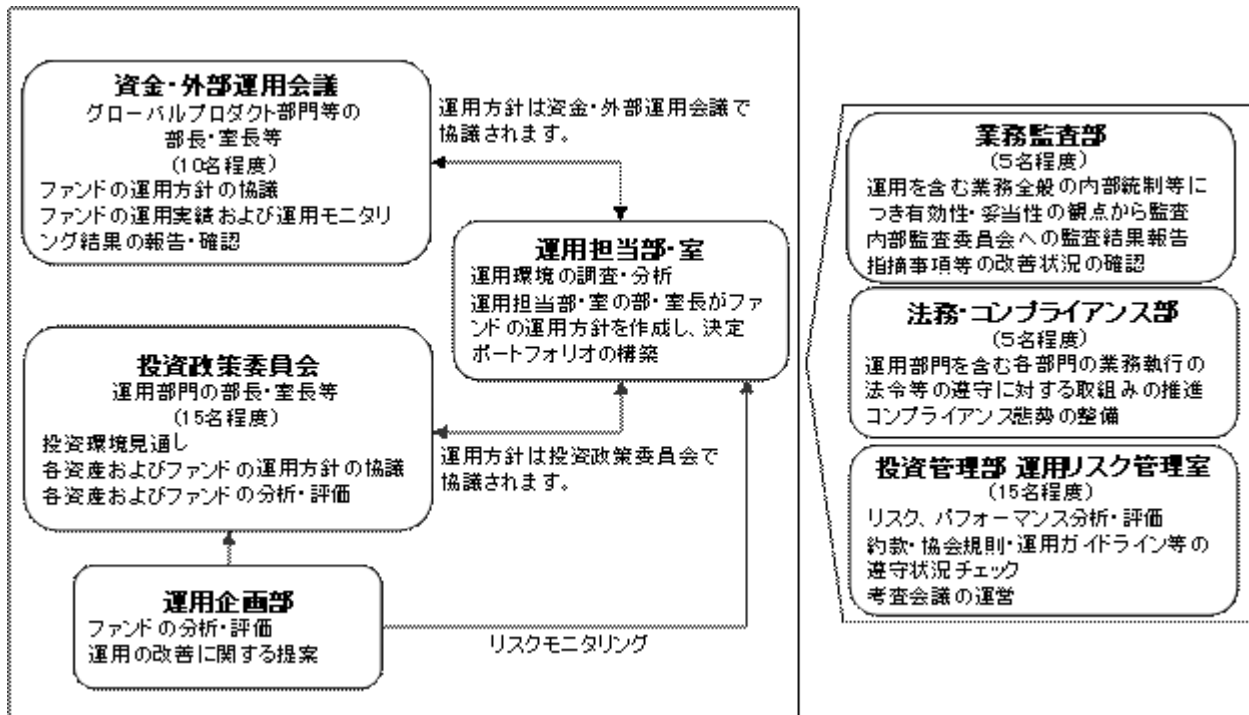 資金・外部運用会議
グローバルプロダクト部門等の
部長・室長等
(10名程度)
ファンドの運用方針の協議
ファンドの運用実績および運用モニタリ
ング結果の報告・確認
運用方針は資金・外部運用会議で
協議されます。
運用担当部・室
運用環境の調査・分析
運用担当部・室の部・室長がファ
ンドの運用方針を作成し、決定
ポートフォリオの構築
投資政策委員会
運用部門の部長・室長等
(15名程度)
投資環境見通し
各資産およびファンドの運用方針の協議
各資産およびファンドの分析・評価
運用方針は投資政策委員会で
協議されます。
運用企画部
ファンドの分析・評価
運用の改善に関する提案
リスクモニタリング
業務監査部
(5名程度)
運用を含む業務全般の内部統制等に
つき有効性・妥当性の観点から監査
内部監査委員会への監査結果報告
指摘事項等の改善状況の確認
法務・コンプライアンス部
(5名程度)
運用部門を含む各部門の業務執行の
法令等の遵守に対する取組みの推進
コンプライアンス態勢の整備
投資管理部 運用リスク管理室
(15名程度)
リスク、パフォーマンス分析・評価
約款・協会規則・運用ガイドライン等の
遵守状況チェック
考査会議の運営